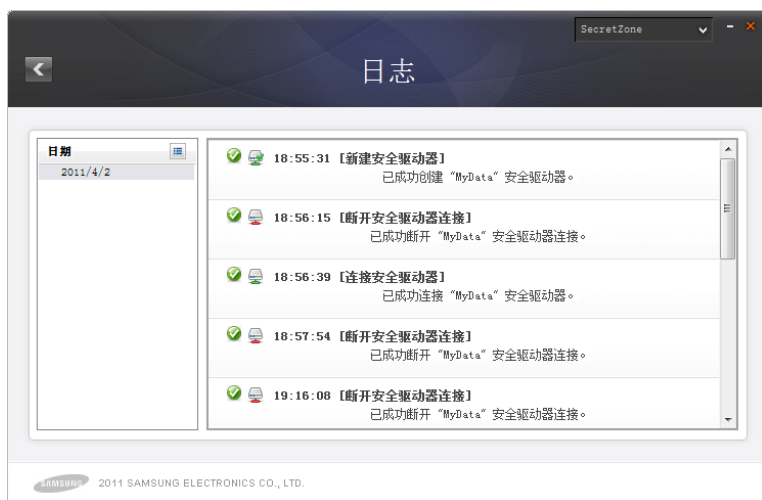 SecretZone
日志
日期
2011/4/2
18:55:31 [新建安全驱动器]
已成功创建 “MyData” 安全驱动器。
18:56:15 [断开安全驱动器连接]
已成功断开 “MyData” 安全驱动器连接。
18:56:39 [连接安全驱动器]
已成功连接 “MyData” 安全驱动器。
18:57:54 [断开安全驱动器连接]
已成功断开 “MyData” 安全驱动器连接。
19:16:08 [断开安全驱动器连接]
已成功断开 “MyData” 安全驱动器连接。
SAMSUNG 2011 SAMSUNG ELECTRONICS CO., LTD.